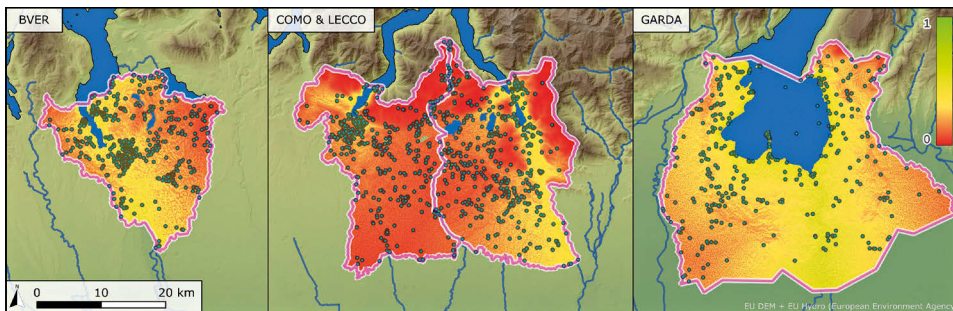 BVER
COMO & LECCO
GARDA
1
0
N
0 10 20 km
EU DEM + EU Hydro (European Environment Agency